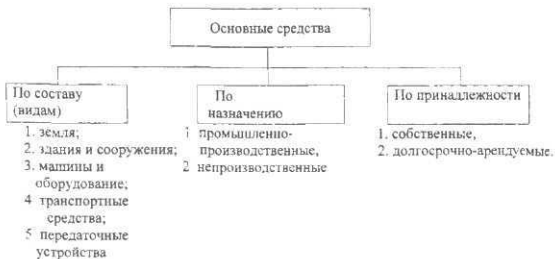 Основные средства
По составу
(видам)
1. земля;
2. здания и сооружения;
3. машины и
оборудование;
4 транспортные
средства;
5 передаточные
устройства
По
назначению
1 промышленно-
производственные,
2 непроизводственные
По принадлежности
1. собственные,
2. долгосрочно-арендуемые.